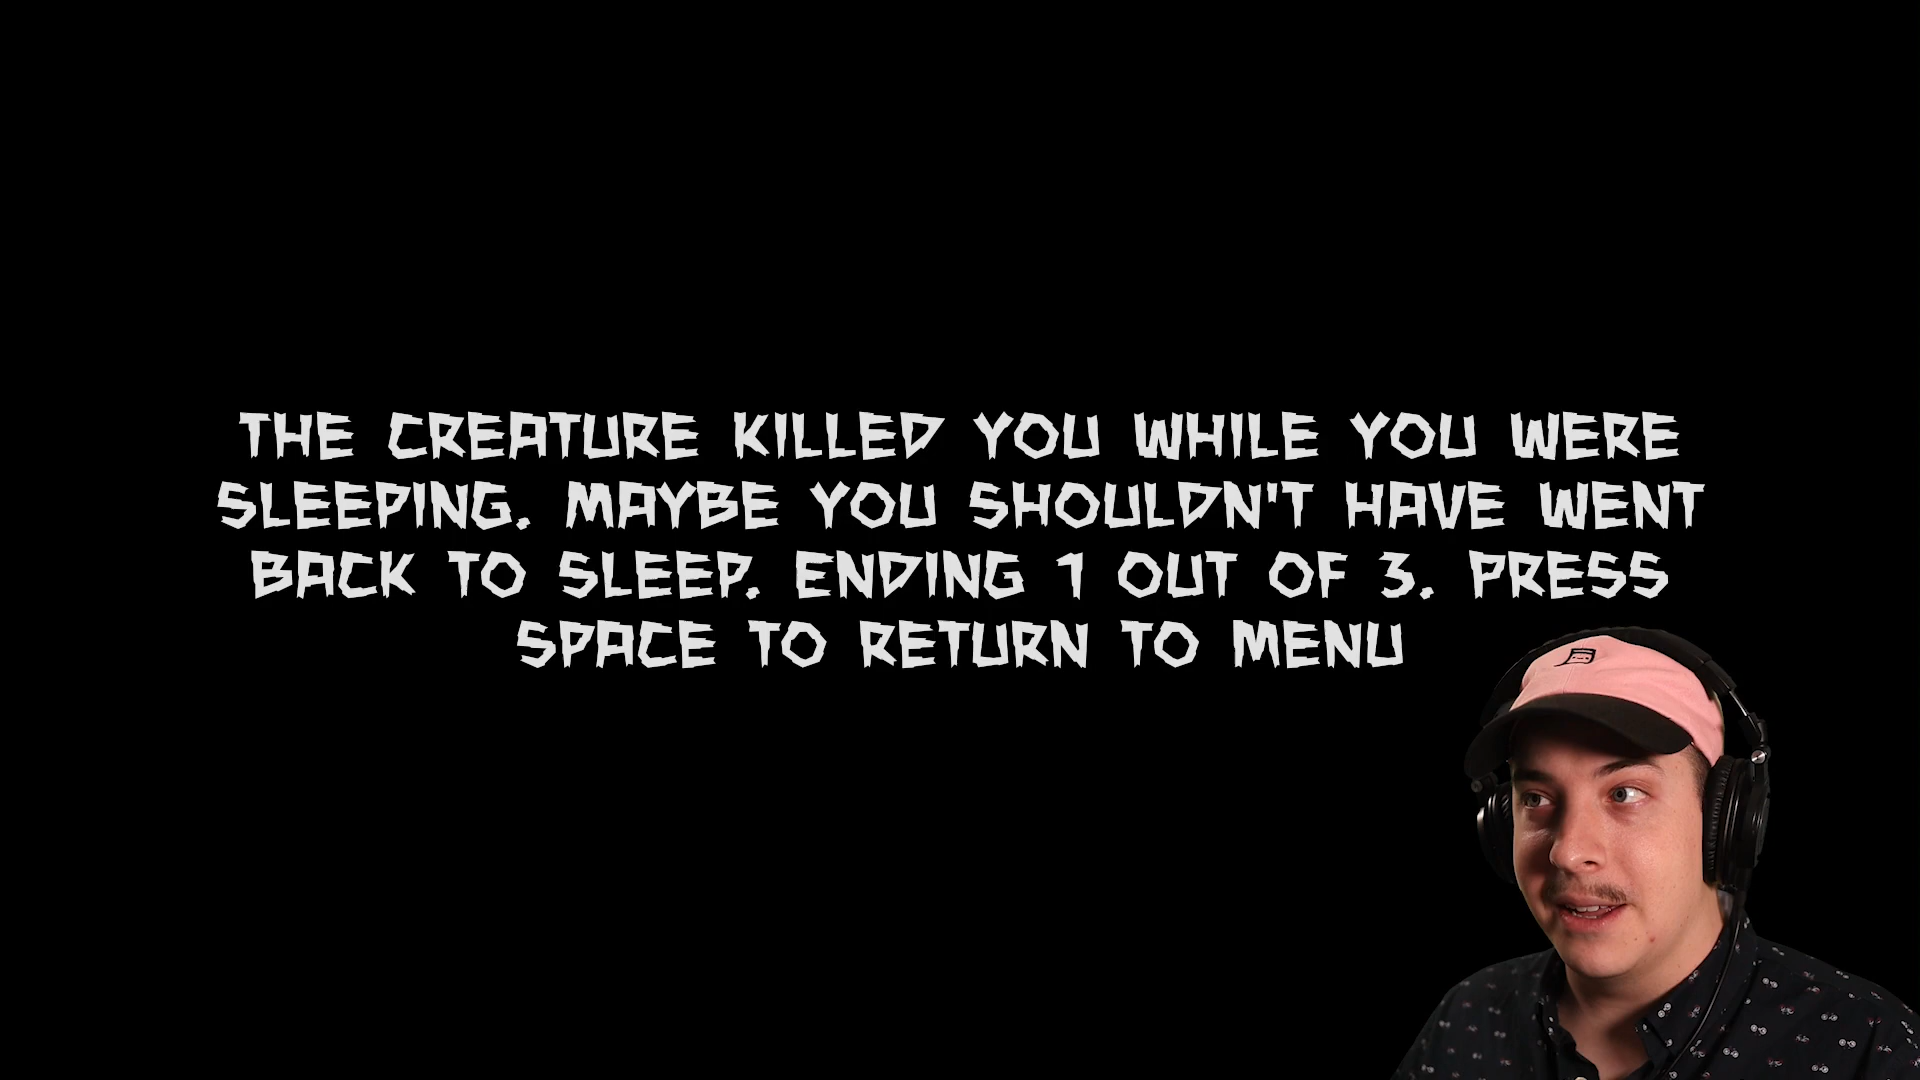 THE CREATURE KILLED YOU WHILE YOU WERE
SLEEPING. MAYBE YOU SHOULDN'T HAVE WENT
BACK TO SLEEP. ENDING 1 OUT OF 3. PRESS
SPACE TO RETURN TO MENU